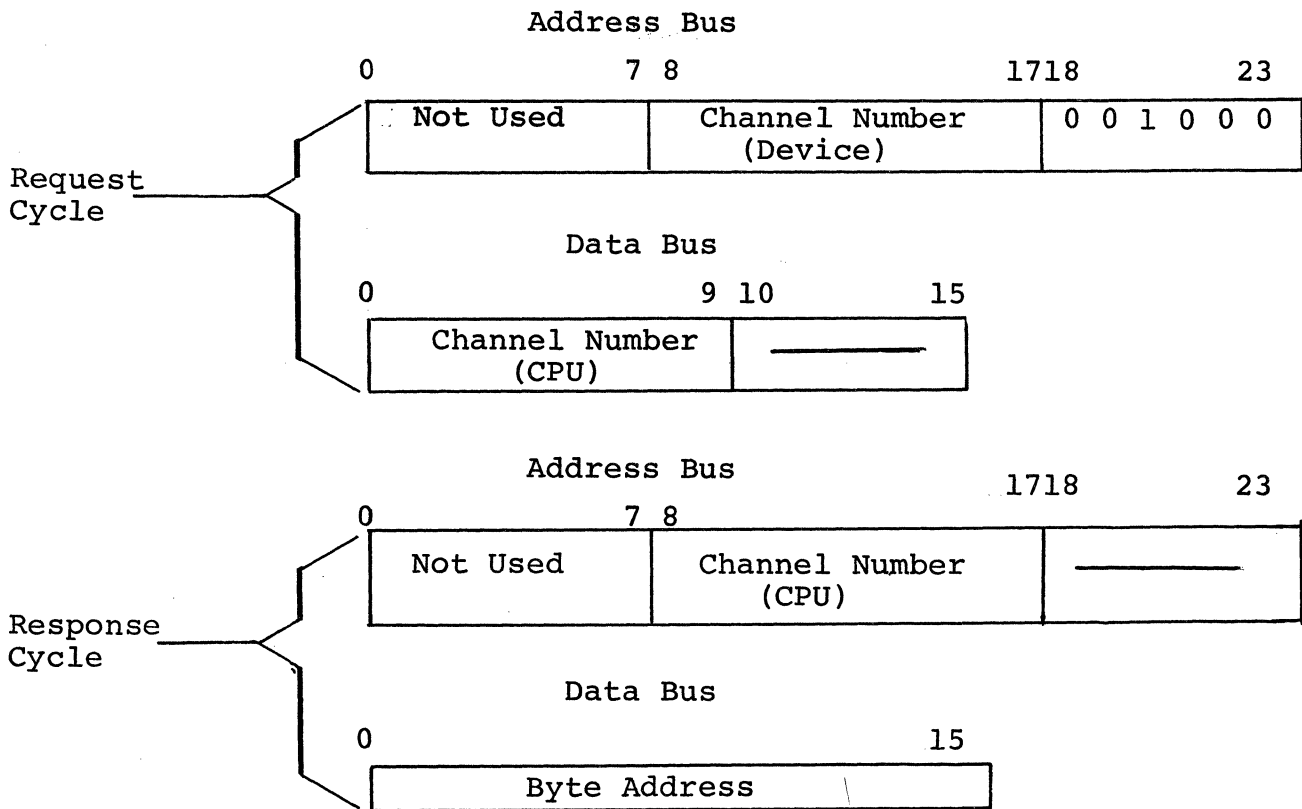 Address Bus
0 7 8 1718 23
Not Used Channel Number (Device) 0 0 1 0 0 0
Request Cycle
Data Bus
0 9 10 15
Channel Number (CPU)
Address Bus
0 7 8 1718 23
Not Used Channel Number (CPU)
Response Cycle
Data Bus
0 15
Byte Address